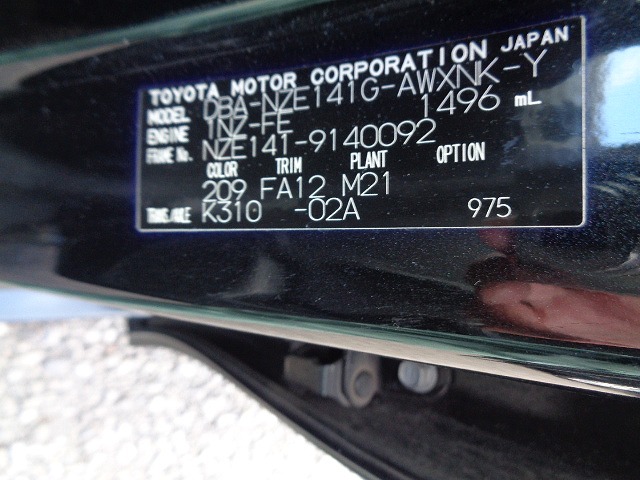 TOYOTA MOTOR CORPORATION JAPAN
MODEL DBA-NZE141G-AWXNK-Y
ENGINE 1NZ-FE 1496 mL
FRAME No. NZE141-9140092
COLOR TRIM PLANT OPTION
209 FA12 M21
TRANS/AXLE K310 -02A 975